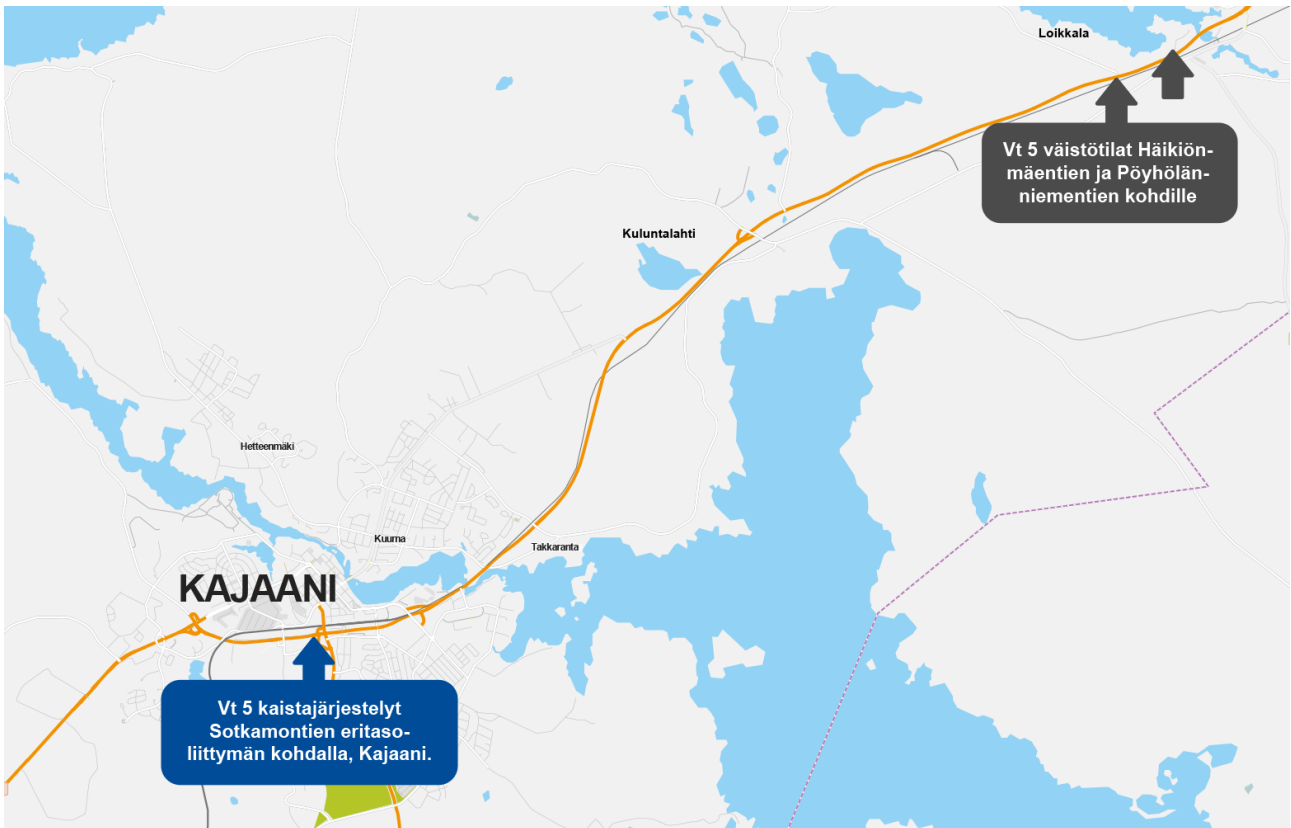 Loikkala
Vt 5 väistötilat Häikiön-
mäentien ja Pöyhölän-
niementien kohdille
Kuluntalahti
Hetteenmäki
Kuurna
Takkaranta
KAJAANI
Vt 5 kaistajärjestelyt
Sotkamontien eritaso-
liittymän kohdalla, Kajaani.